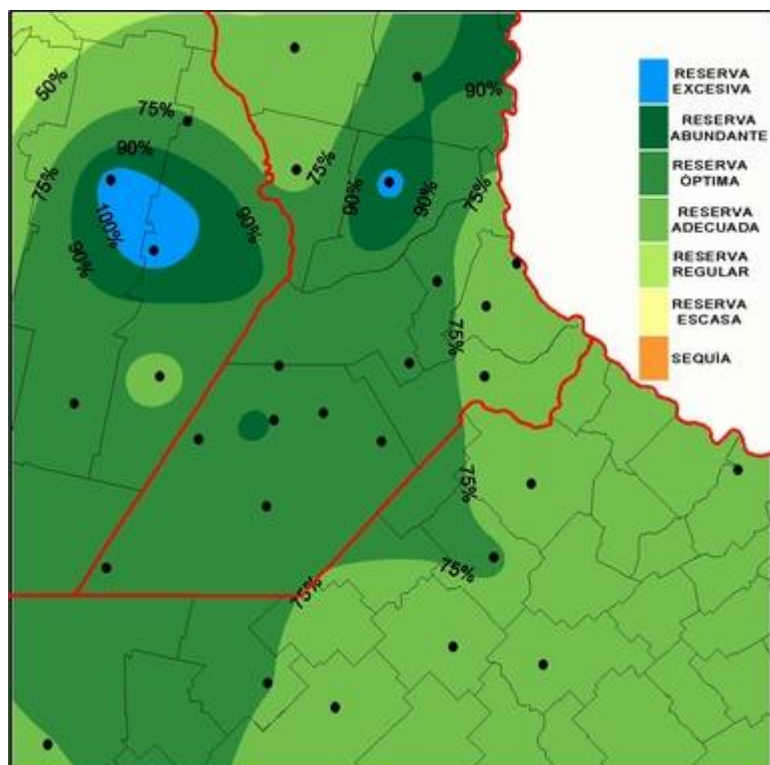 50%
75%
90%
75%
100%
90%
90%
75%
90%
90%
90%
75%
75%
75%
75%
75%
RESERVA
EXCESIVA
RESERVA
ABUNDANTE
RESERVA
ÓPTIMA
RESERVA
ADECUADA
RESERVA
REGULAR
RESERVA
ESCASA
SEQUÌA